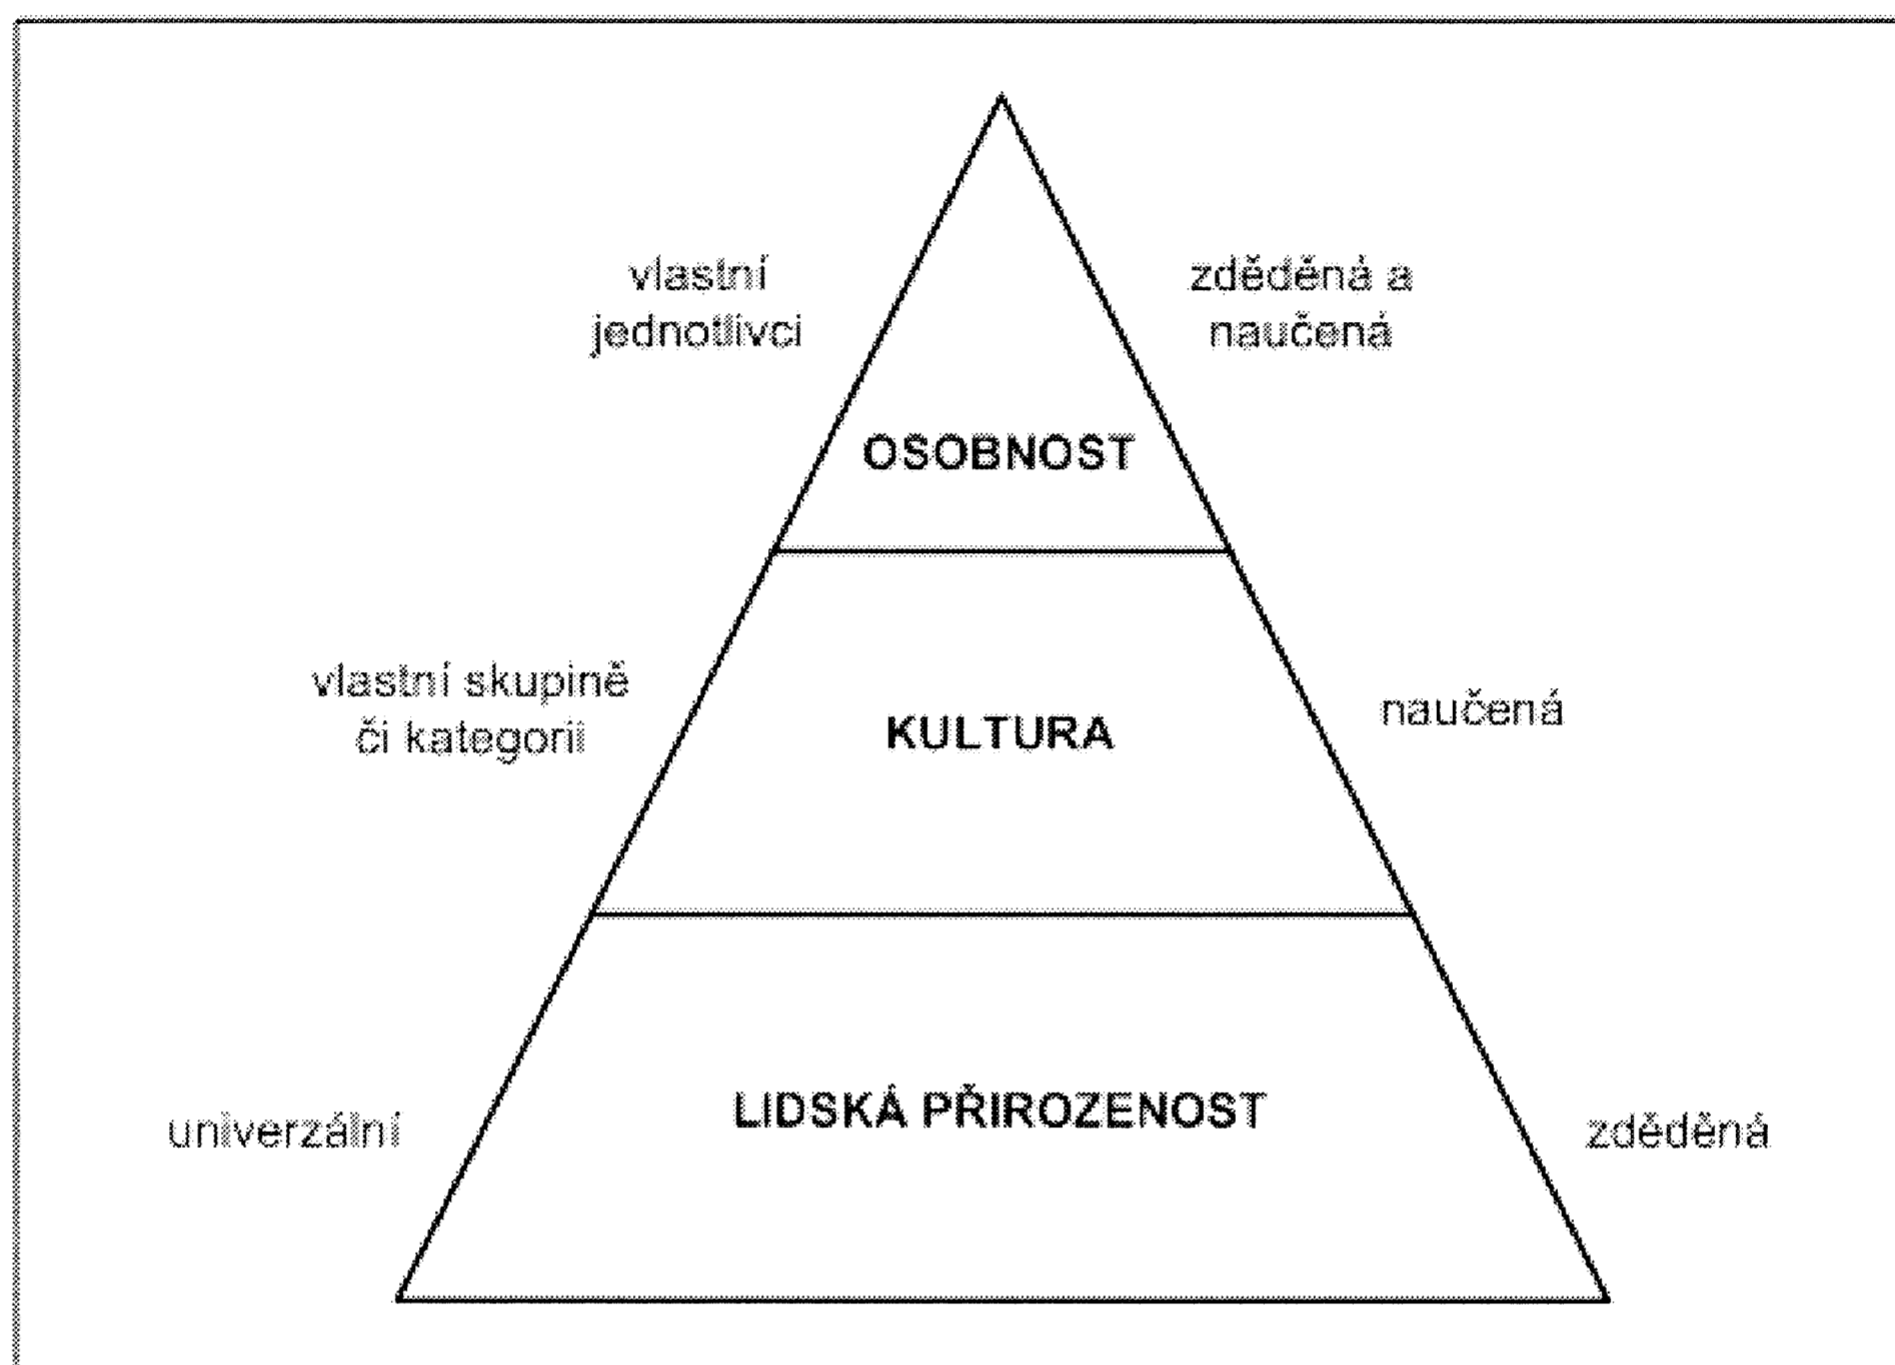 vlastní
jednotlivci
zděděná a
naučená
OSOBNOST
vlastní skupině
či kategorii
KULTURA
naučená
univerzální
LIDSKÁ PŘIROZENOST
zděděná